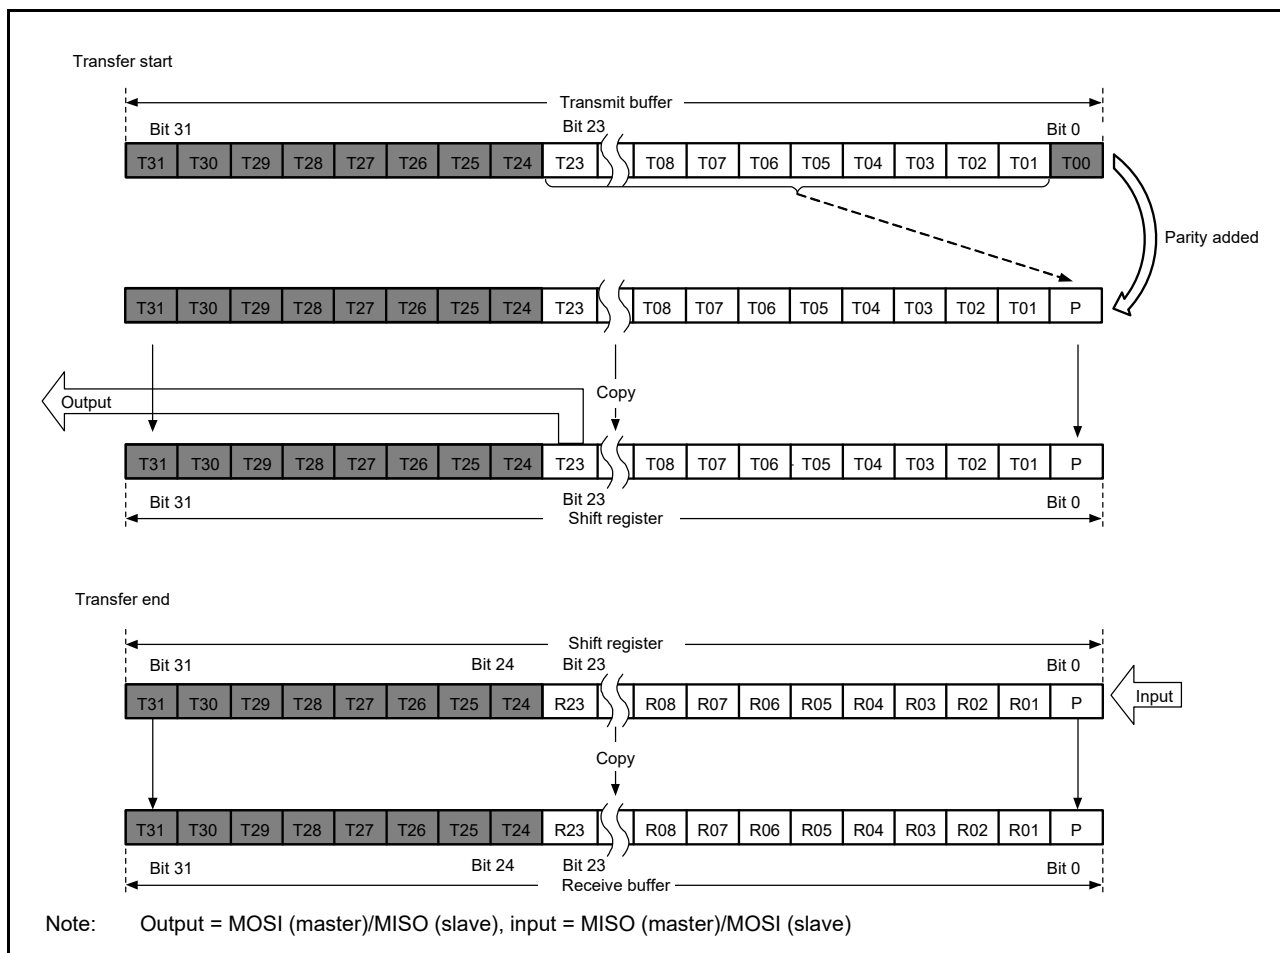 Transfer start
Transmit buffer
Bit 31 Bit 23 Bit 0
T31 T30 T29 T28 T27 T26 T25 T24 T23 T08 T07 T06 T05 T04 T03 T02 T01 T00
Parity added
T31 T30 T29 T28 T27 T26 T25 T24 T23 T08 T07 T06 T05 T04 T03 T02 T01 P
Copy
Output
T31 T30 T29 T28 T27 T26 T25 T24 T23 T08 T07 T06 T05 T04 T03 T02 T01 P
Bit 31 Bit 23 Bit 0
Shift register
Transfer end
Shift register
Bit 31 Bit 24 Bit 23 Bit 0
T31 T30 T29 T28 T27 T26 T25 T24 R23 R08 R07 R06 R05 R04 R03 R02 R01 P
Input
Copy
T31 T30 T29 T28 T27 T26 T25 T24 R23 R08 R07 R06 R05 R04 R03 R02 R01 P
Bit 31 Bit 24 Bit 23 Bit 0
Receive buffer
Note: Output = MOSI (master)/MISO (slave), input = MISO (master)/MOSI (slave)